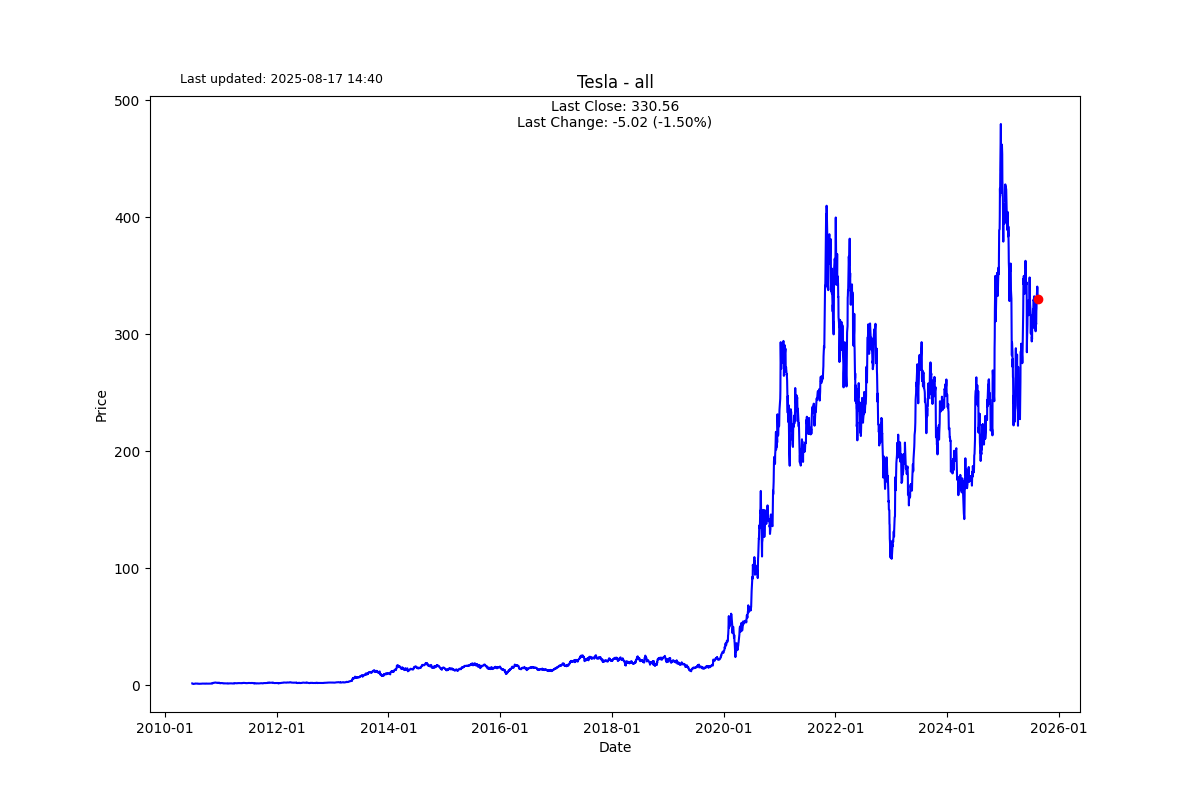 Last updated: 2025-08-17 14:40
Tesla - all
Last Close: 330.56
Last Change: -5.02 (-1.50%)
500
400
300
200
100
0
Price
2010-01
2012-01
2014-01
2016-01
2018-01
2020-01
2022-01
2024-01
2026-01
Date